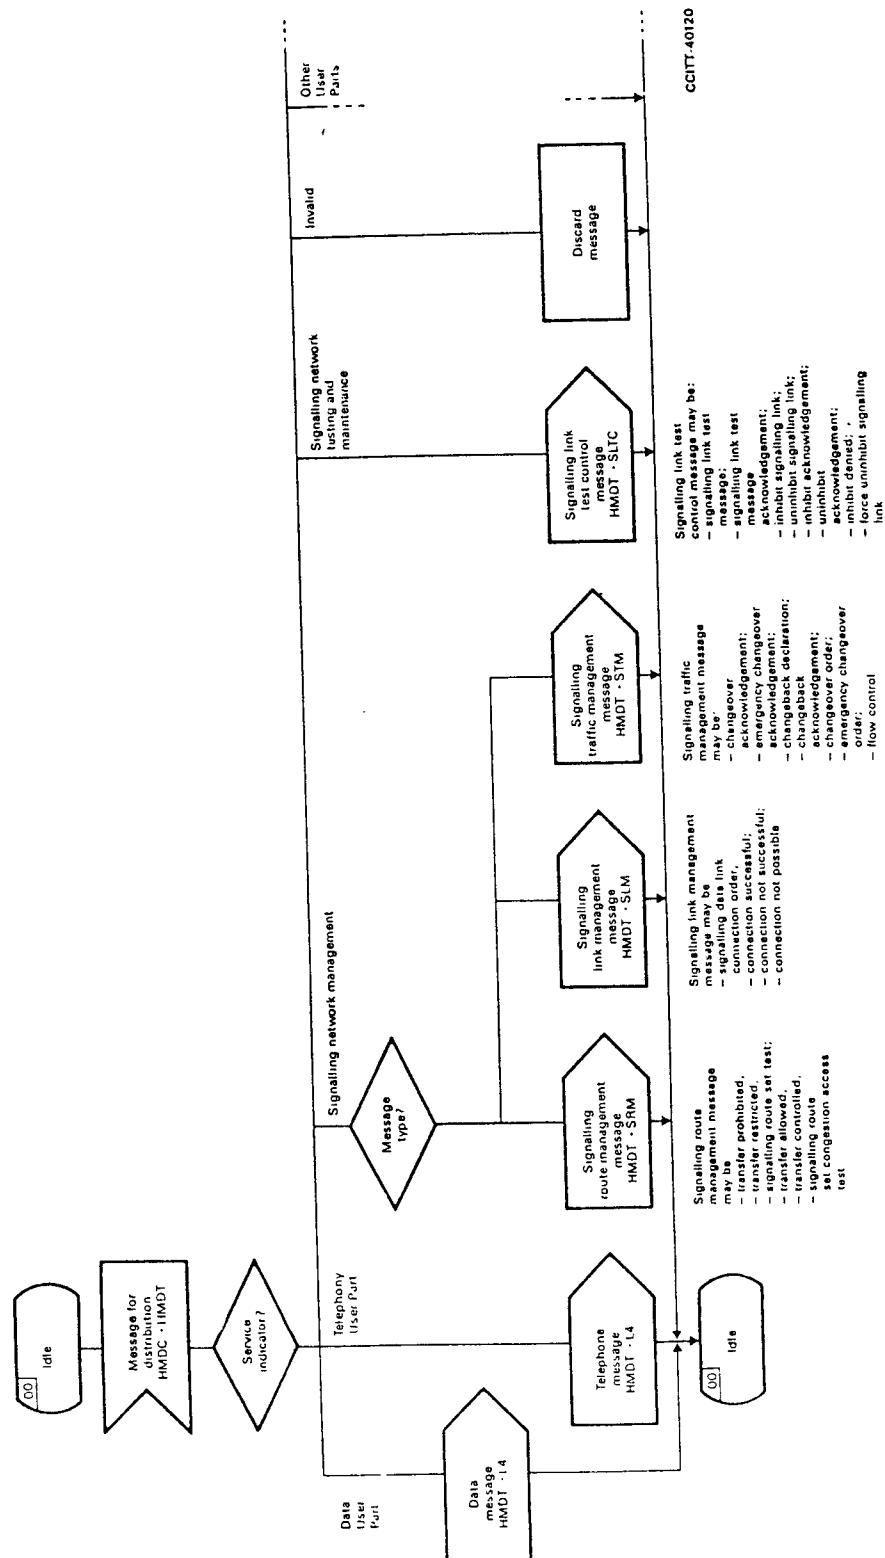 00
Idle
Message for
distribution
HMDC · HMDT
Service
indicator?
Data
User
Part
Telephony
User Part
Signalling network management
Signalling network
testing and
maintenance
Invalid
Other
User
Parts
Message
type?
Data
message
HMDT · L4
Telephone
message
HMDT · L4
Signalling
route management
message
HMDT · SRM
Signalling
link management
message
HMDT · SLM
Signalling
traffic management
message
HMDT · STM
Signalling link
test control
message
HMDT · SLTC
Discard
message
00
Idle
Signalling route
management message
may be
– transfer prohibited,
– transfer restricted,
– signalling route set test;
– transfer allowed,
– transfer controlled,
– signalling route
set congestion access
test
Signalling link management
message may be
– signalling data link
connection order,
– connection successful;
– connection not successful;
– connection not possible
Signalling traffic
management message
may be·
– changeover
acknowledgement;
– emergency changeover
acknowledgement;
– changeback declaration;
– changeback
acknowledgement;
– changeover order;
– emergency changeover
order;
– flow control
Signalling link test
control message may be:
– signalling link test
message;
– signalling link test
message
acknowledgement;
– inhibit signalling link;
– uninhibit signalling link;
– inhibit acknowledgement;
– uninhibit
acknowledgement;
– inhibit denied;
– force uninhibit signalling
link
CCITT-40120